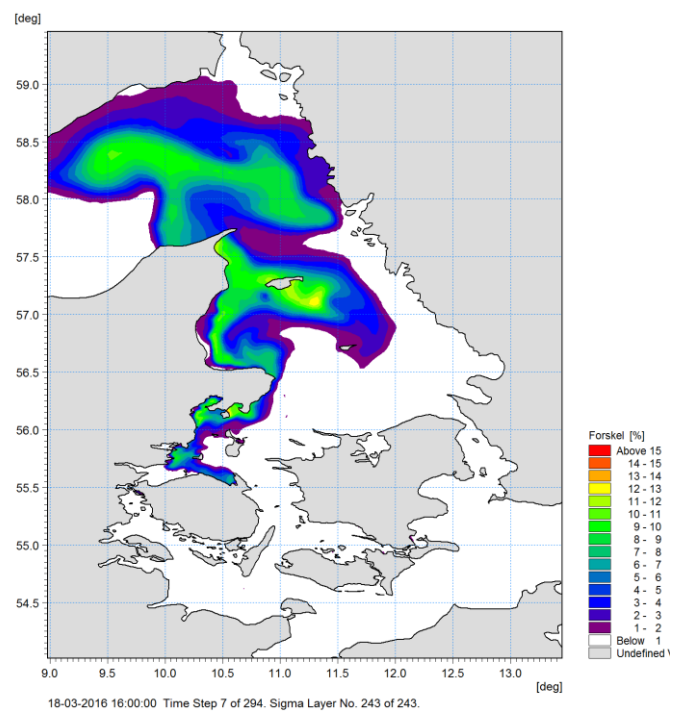 [deg]
59.0
58.5
58.0
57.5
57.0
56.5
56.0
55.5
55.0
54.5
9.0 9.5 10.0 10.5 11.0 11.5 12.0 12.5 13.0
[deg]
Forskel [%]
Above 15
14 - 15
13 - 14
12 - 13
11 - 12
10 - 11
9 - 10
8 - 9
7 - 8
6 - 7
5 - 6
4 - 5
3 - 4
2 - 3
1 - 2
Below 1
Undefined V
18-03-2016 16:00:00 Time Step 7 of 294. Sigma Layer No. 243 of 243.